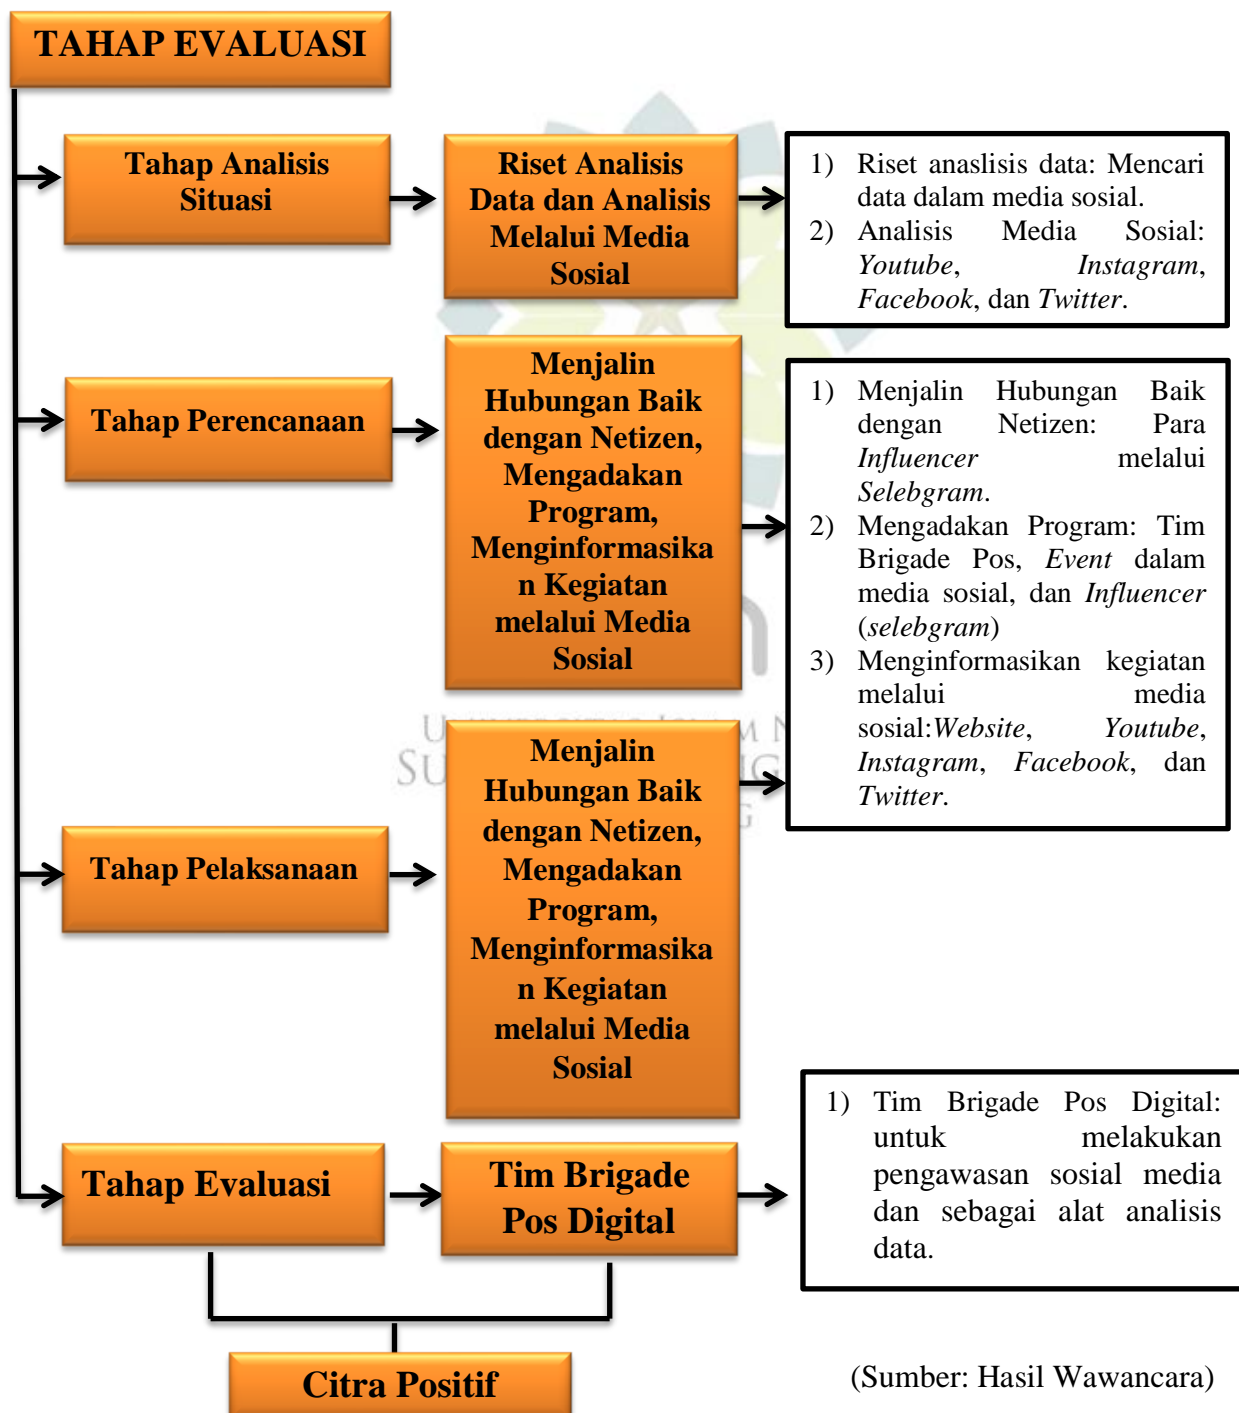 TAHAP EVALUASI
Tahap Analisis
Situasi
Riset Analisis
Data dan Analisis
Melalui Media
Sosial
1) Riset anaslisis data: Mencari
data dalam media sosial.
2) Analisis Media Sosial:
Youtube, Instagram,
Facebook, dan Twitter.
Tahap Perencanaan
Menjalin
Hubungan Baik
dengan Netizen,
Mengadakan
Program,
Menginformasika
n Kegiatan
melalui Media
Sosial
1) Menjalin Hubungan Baik
dengan Netizen: Para
Influencer melalui
Selebgram.
2) Mengadakan Program: Tim
Brigade Pos, Event dalam
media sosial, dan Influencer
(selebgram)
3) Menginformasikan kegiatan
melalui media
sosial:Website, Youtube,
Instagram, Facebook, dan
Twitter.
Tahap Pelaksanaan
Menjalin
Hubungan Baik
dengan Netizen,
Mengadakan
Program,
Menginformasika
n Kegiatan
melalui Media
Sosial
Tahap Evaluasi
Tim Brigade
Pos Digital
1) Tim Brigade Pos Digital:
untuk melakukan
pengawasan sosial media
dan sebagai alat analisis
data.
Citra Positif
(Sumber: Hasil Wawancara)